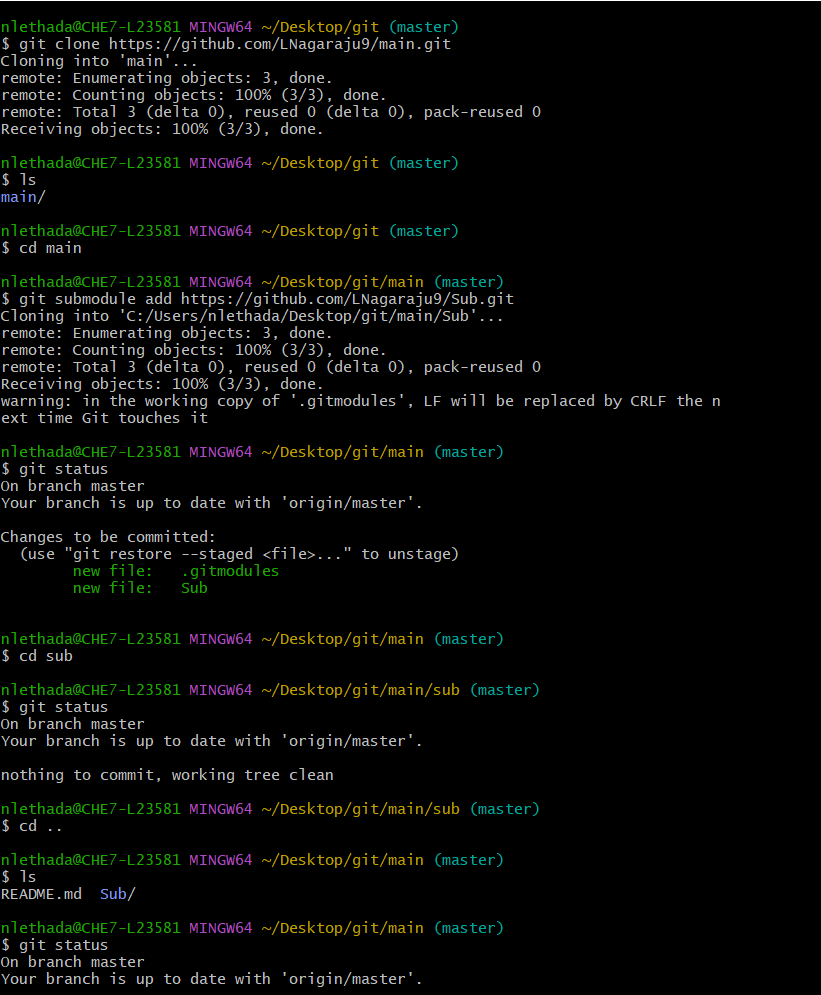 nlethada@CHE7-L23581 MINGW64 ~/Desktop/git (master)
$ git clone https://github.com/LNagaraju9/main.git
Cloning into 'main'...
remote: Enumerating objects: 3, done.
remote: Counting objects: 100% (3/3), done.
remote: Total 3 (delta 0), reused 0 (delta 0), pack-reused 0
Receiving objects: 100% (3/3), done.

nlethada@CHE7-L23581 MINGW64 ~/Desktop/git (master)
$ ls
main/

nlethada@CHE7-L23581 MINGW64 ~/Desktop/git (master)
$ cd main

nlethada@CHE7-L23581 MINGW64 ~/Desktop/git/main (master)
$ git submodule add https://github.com/LNagaraju9/Sub.git
Cloning into 'C:/Users/nlethada/Desktop/git/main/Sub'...
remote: Enumerating objects: 3, done.
remote: Counting objects: 100% (3/3), done.
remote: Total 3 (delta 0), reused 0 (delta 0), pack-reused 0
Receiving objects: 100% (3/3), done.
warning: in the working copy of '.gitmodules', LF will be replaced by CRLF the n
ext time Git touches it

nlethada@CHE7-L23581 MINGW64 ~/Desktop/git/main (master)
$ git status
On branch master
Your branch is up to date with 'origin/master'.

Changes to be committed:
  (use "git restore --staged <file>..." to unstage)
        new file:   .gitmodules
        new file:   Sub

nlethada@CHE7-L23581 MINGW64 ~/Desktop/git/main (master)
$ cd sub

nlethada@CHE7-L23581 MINGW64 ~/Desktop/git/main/sub (master)
$ git status
On branch master
Your branch is up to date with 'origin/master'.

nothing to commit, working tree clean

nlethada@CHE7-L23581 MINGW64 ~/Desktop/git/main/sub (master)
$ cd ..

nlethada@CHE7-L23581 MINGW64 ~/Desktop/git/main (master)
$ ls
README.md  Sub/

nlethada@CHE7-L23581 MINGW64 ~/Desktop/git/main (master)
$ git status
On branch master
Your branch is up to date with 'origin/master'.